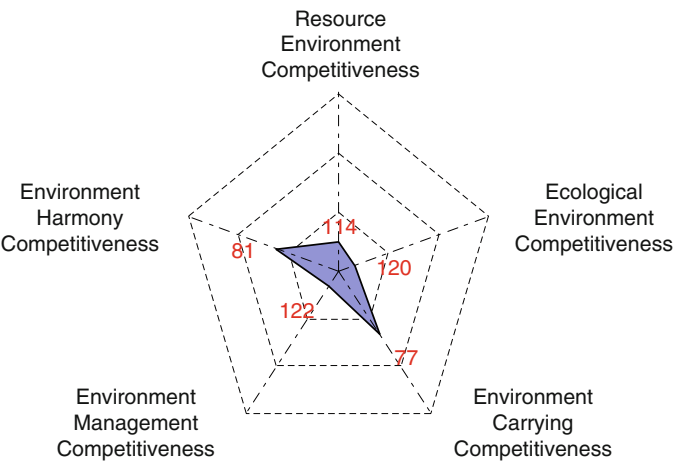 Resource
Environment
Competitiveness
Environment
Harmony
Competitiveness
Ecological
Environment
Competitiveness
114
81
120
122
77
Environment
Management
Competitiveness
Environment
Carrying
Competitiveness